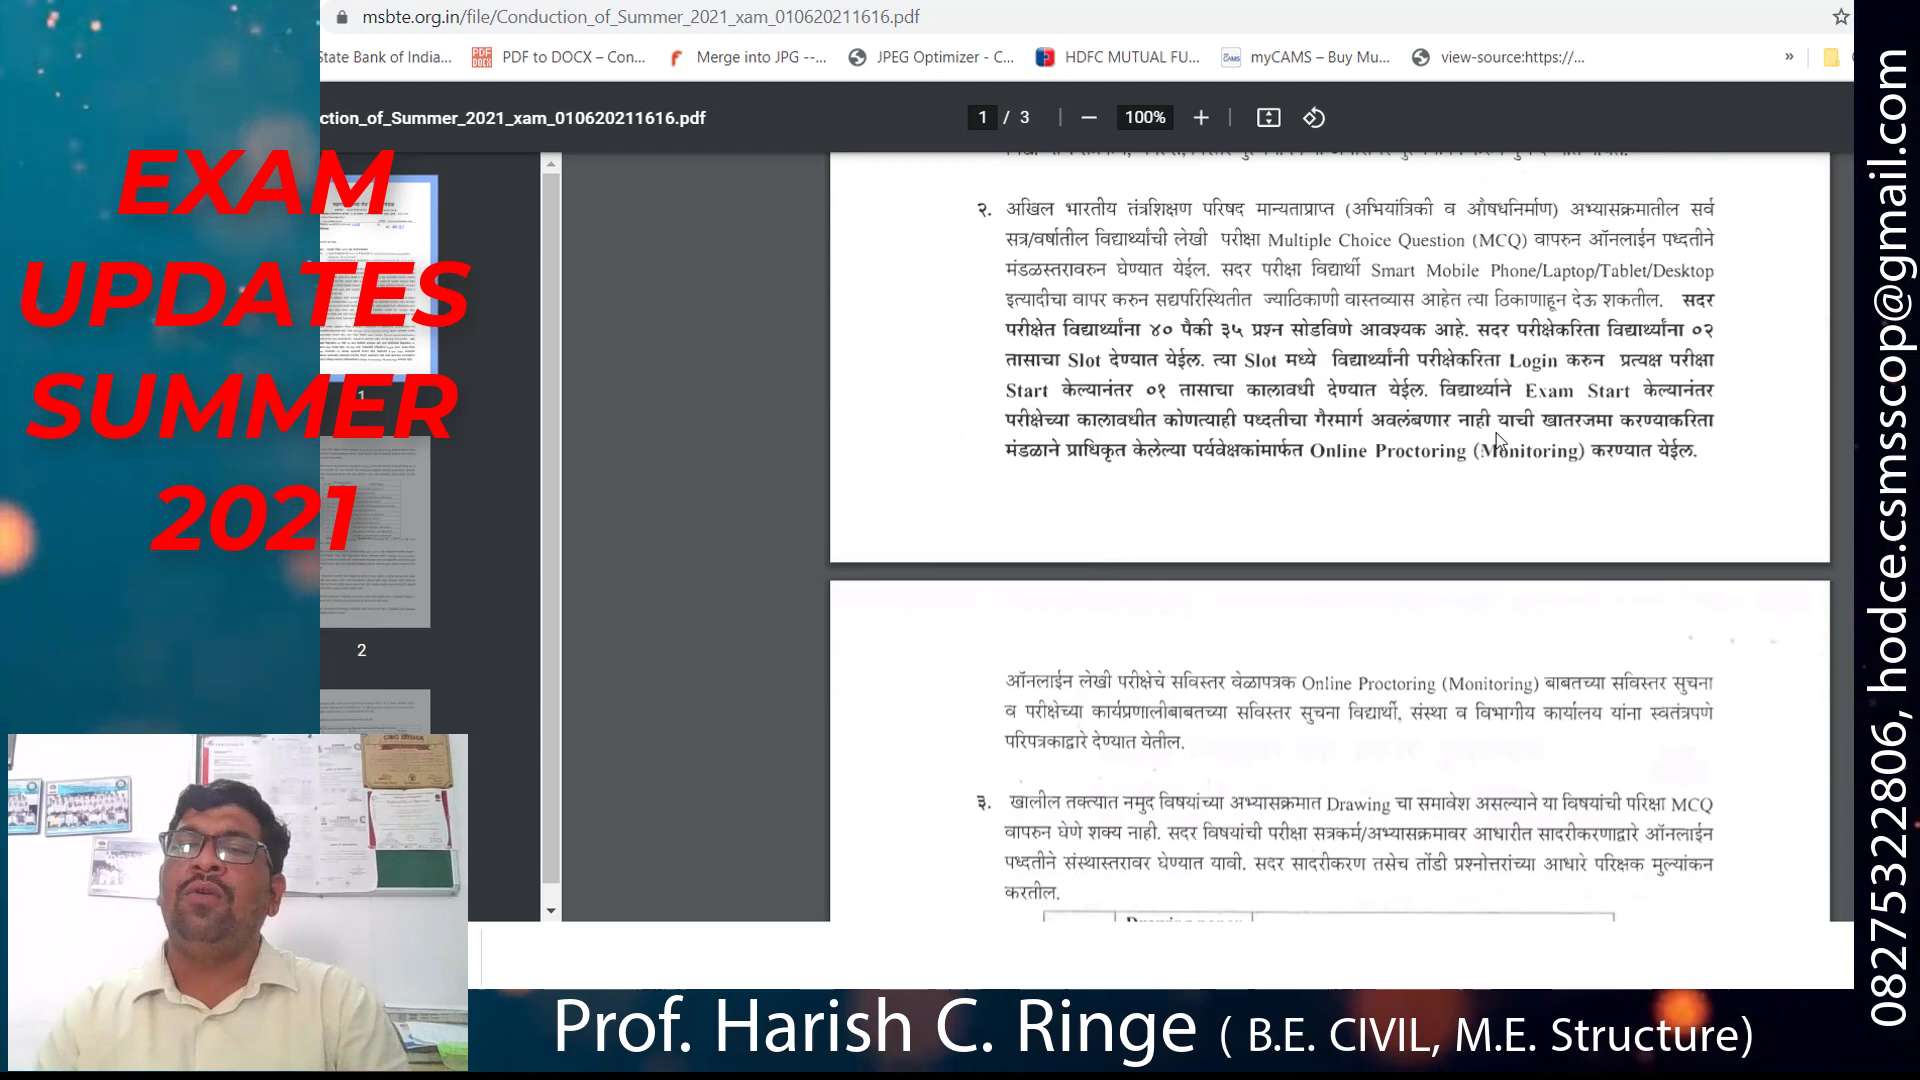 msbte.org.in/file/Conduction_of_Summer_2021_xam_010620211616.pdf
State Bank of India... PDF to DOCX – Con... Merge into JPG --... JPEG Optimizer - C... HDFC MUTUAL FU... myCAMS – Buy Mu... view-source:https://... »
ction_of_Summer_2021_xam_010620211616.pdf 1 / 3 100%
EXAM
UPDATES
SUMMER
2021
1
2
२. अखिल भारतीय तंत्रशिक्षण परिषद मान्यताप्राप्त (अभियांत्रिकी व औषधनिर्माण) अभ्यासक्रमातील सर्व
सत्र/वर्षातील विद्यार्थ्यांची लेखी परीक्षा Multiple Choice Question (MCQ) वापरुन ऑनलाईन पध्दतीने
मंडळस्तरावरुन घेण्यात येईल. सदर परीक्षा विद्यार्थी Smart Mobile Phone/Laptop/Tablet/Desktop
इत्यादीचा वापर करुन सद्यपरिस्थितीत ज्याठिकाणी वास्तव्यास आहेत त्या ठिकाणाहून देऊ शकतील. सदर
परीक्षेत विद्यार्थ्यांना ४० पैकी ३५ प्रश्न सोडविणे आवश्यक आहे. सदर परीक्षेकरिता विद्यार्थ्यांना ०२
तासाचा Slot देण्यात येईल. त्या Slot मध्ये विद्यार्थ्यांनी परीक्षेकरिता Login करुन प्रत्यक्ष परीक्षा
Start केल्यानंतर ०१ तासाचा कालावधी देण्यात येईल. विद्यार्थ्याने Exam Start केल्यानंतर
परीक्षेच्या कालावधीत कोणत्याही पध्दतीचा गैरमार्ग अवलंबणार नाही याची खातरजमा करण्याकरिता
मंडळाने प्राधिकृत केलेल्या पर्यवेक्षकांमार्फत Online Proctoring (Monitoring) करण्यात येईल.
ऑनलाईन लेखी परीक्षेचे सविस्तर वेळापत्रक Online Proctoring (Monitoring) बाबतच्या सविस्तर सुचना
व परीक्षेच्या कार्यप्रणालीबाबतच्या सविस्तर सुचना विद्यार्थी, संस्था व विभागीय कार्यालय यांना स्वतंत्रपणे
परिपत्रकाद्वारे देण्यात येतील.
३. खालील तक्त्यात नमुद विषयांच्या अभ्यासक्रमात Drawing चा समावेश असल्याने या विषयांची परिक्षा MCQ
वापरुन घेणे शक्य नाही. सदर विषयांची परीक्षा सत्रकर्म/अभ्यासक्रमावर आधारीत सादरीकरणाद्वारे ऑनलाईन
पध्दतीने संस्थास्तरावर घेण्यात यावी. सदर सादरीकरण तसेच तोंडी प्रश्नोत्तरांच्या आधारे परिक्षक मुल्यांकन
करतील.
Prof. Harish C. Ringe ( B.E. CIVIL, M.E. Structure)
08275322806, hodce.csmsscop@gmail.com